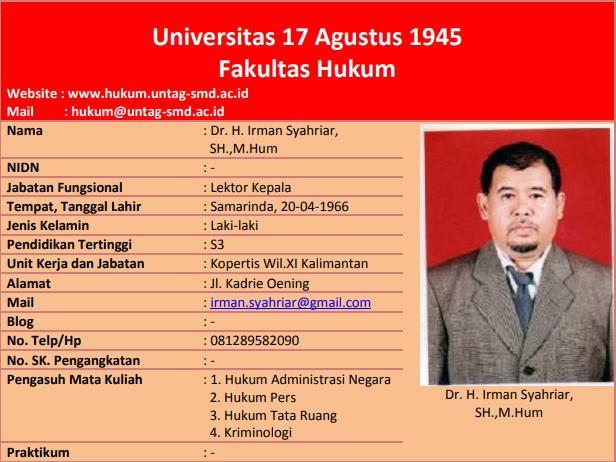 Universitas 17 Agustus 1945
Fakultas Hukum
Website : www.hukum.untag-smd.ac.id
Mail : hukum@untag-smd.ac.id
Nama : Dr. H. Irman Syahriar,
SH.,M.Hum
NIDN : -
Jabatan Fungsional : Lektor Kepala
Tempat, Tanggal Lahir : Samarinda, 20-04-1966
Jenis Kelamin : Laki-laki
Pendidikan Tertinggi : S3
Unit Kerja dan Jabatan : Kopertis Wil.XI Kalimantan
Alamat : Jl. Kadrie Oening
Mail : irman.syahriar@gmail.com
Blog : -
No. Telp/Hp : 081289582090
No. SK. Pengangkatan : -
Pengasuh Mata Kuliah : 1. Hukum Administrasi Negara
2. Hukum Pers
3. Hukum Tata Ruang
4. Kriminologi
Praktikum : -
Dr. H. Irman Syahriar,
SH.,M.Hum